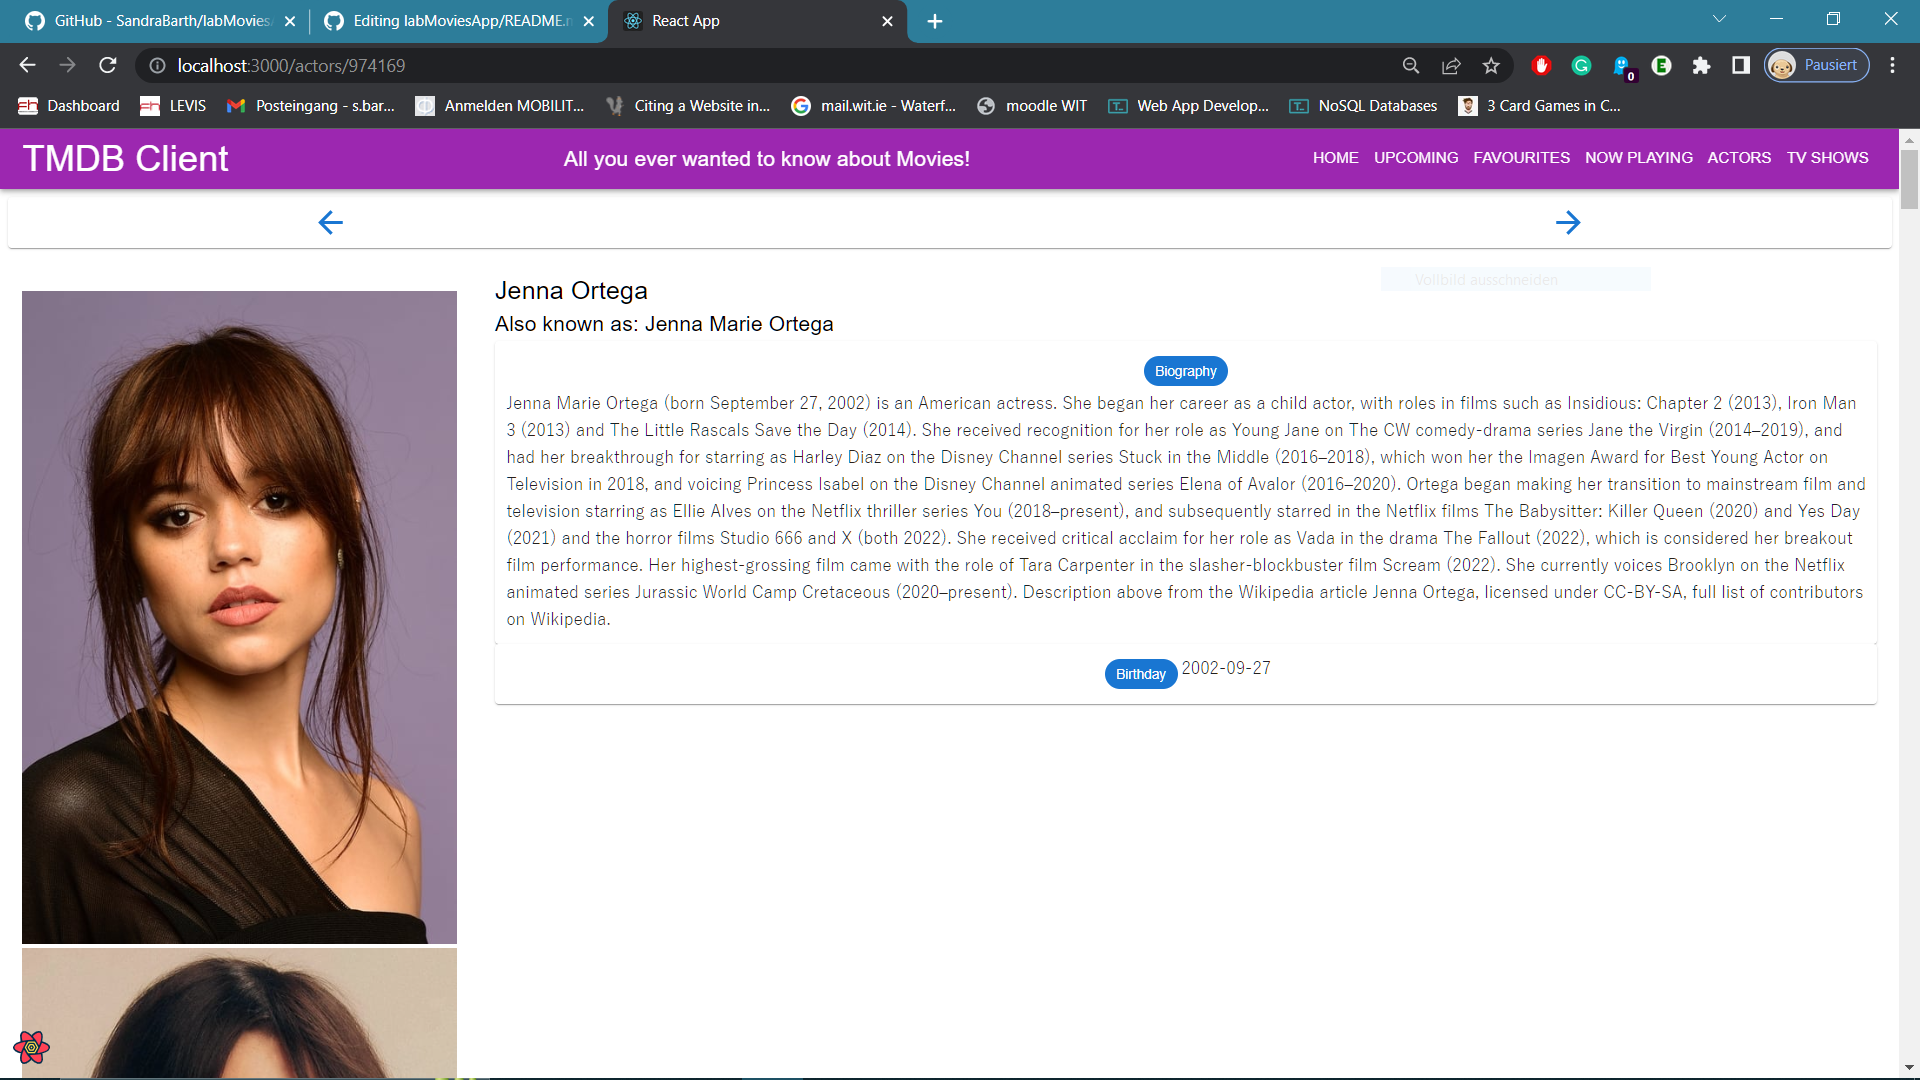 GitHub - SandraBarth/labMovies
Editing labMoviesApp/README.m
React App
localhost:3000/actors/974169
0
Pausiert
Dashboard
LEVIS
Posteingang - s.bar...
Anmelden MOBILIT...
Citing a Website in...
mail.wit.ie - Waterf...
moodle WIT
Web App Develop...
NoSQL Databases
3 Card Games in C...
TMDB Client
All you ever wanted to know about Movies!
HOME UPCOMING FAVOURITES NOW PLAYING ACTORS TV SHOWS
Vollbild ausschneiden
Jenna Ortega
Also known as: Jenna Marie Ortega
Biography
Jenna Marie Ortega (born September 27, 2002) is an American actress. She began her career as a child actor, with roles in films such as Insidious: Chapter 2 (2013), Iron Man
3 (2013) and The Little Rascals Save the Day (2014). She received recognition for her role as Young Jane on The CW comedy-drama series Jane the Virgin (2014–2019), and
had her breakthrough for starring as Harley Diaz on the Disney Channel series Stuck in the Middle (2016–2018), which won her the Imagen Award for Best Young Actor on
Television in 2018, and voicing Princess Isabel on the Disney Channel animated series Elena of Avalor (2016–2020). Ortega began making her transition to mainstream film and
television starring as Ellie Alves on the Netflix thriller series You (2018–present), and subsequently starred in the Netflix films The Babysitter: Killer Queen (2020) and Yes Day
(2021) and the horror films Studio 666 and X (both 2022). She received critical acclaim for her role as Vada in the drama The Fallout (2022), which is considered her breakout
film performance. Her highest-grossing film came with the role of Tara Carpenter in the slasher-blockbuster film Scream (2022). She currently voices Brooklyn on the Netflix
animated series Jurassic World Camp Cretaceous (2020–present). Description above from the Wikipedia article Jenna Ortega, licensed under CC-BY-SA, full list of contributors
on Wikipedia.
Birthday 2002-09-27